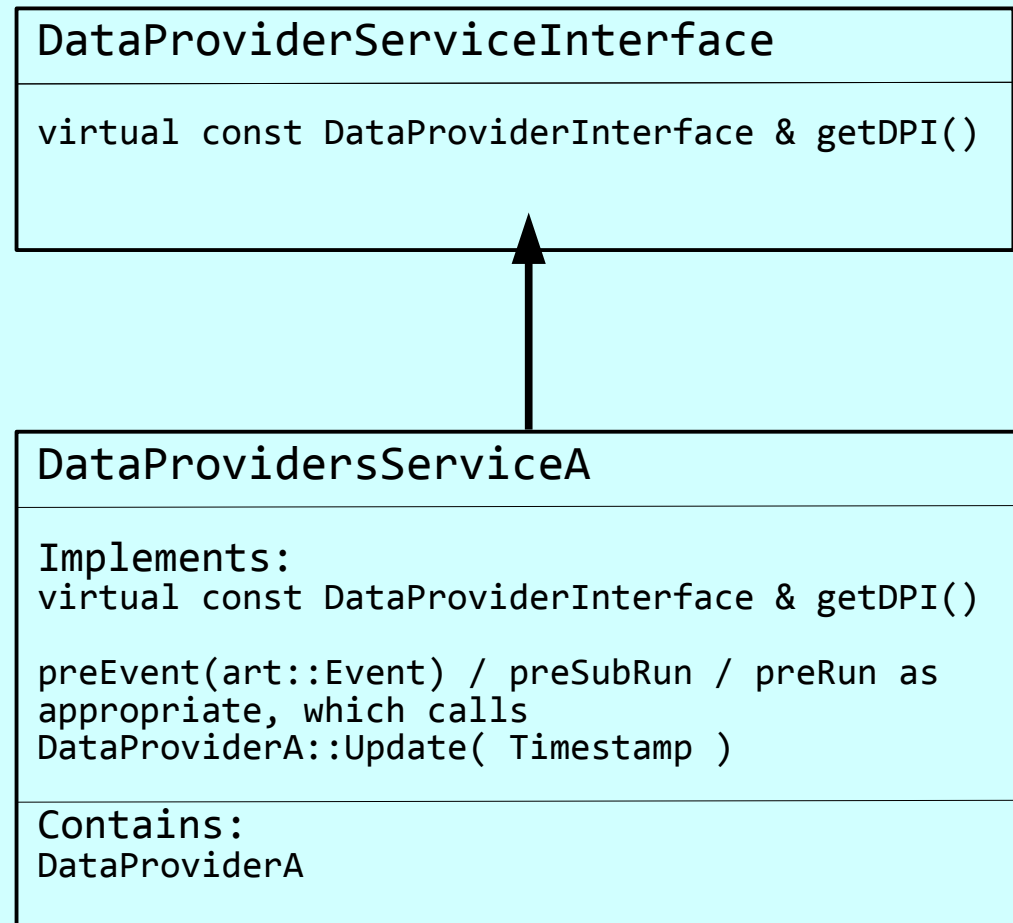 DataProviderServiceInterface
virtual const DataProviderInterface & getDPI()
DataProvidersServiceA
Implements:
virtual const DataProviderInterface & getDPI()
preEvent(art::Event) / preSubRun / preRun as
appropriate, which calls
DataProviderA::Update( Timestamp )
Contains:
DataProviderA